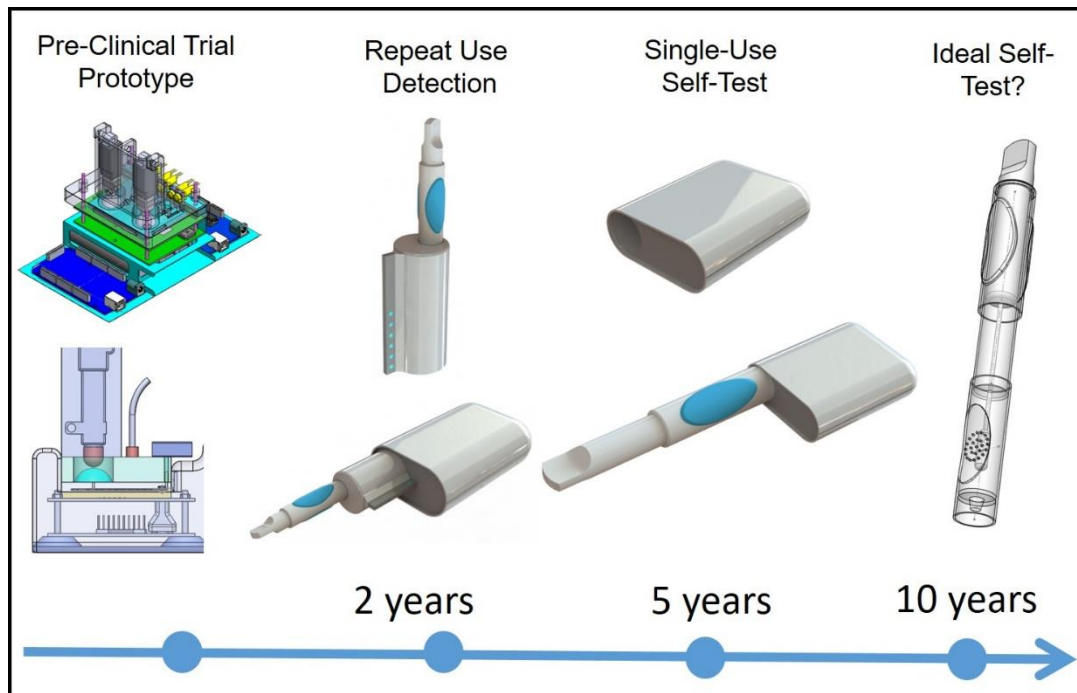 Pre-Clinical Trial
Prototype
Repeat Use
Detection
Single-Use
Self-Test
Ideal Self-
Test?
2 years
5 years
10 years